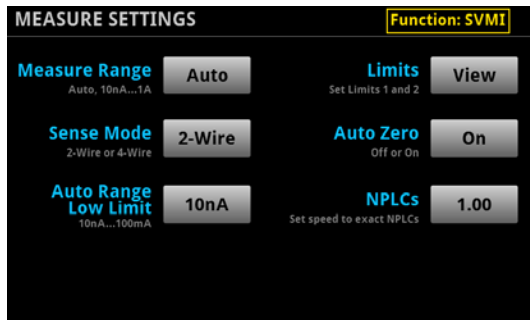 MEASURE SETTINGS
Function: SVMI
Measure Range
Auto, 10nA...1A
Auto
Limits
Set Limits 1 and 2
View
Sense Mode
2-Wire or 4-Wire
2-Wire
Auto Zero
Off or On
On
Auto Range
Low Limit
10nA...100mA
10nA
NPLCs
Set speed to exact NPLCs
1.00